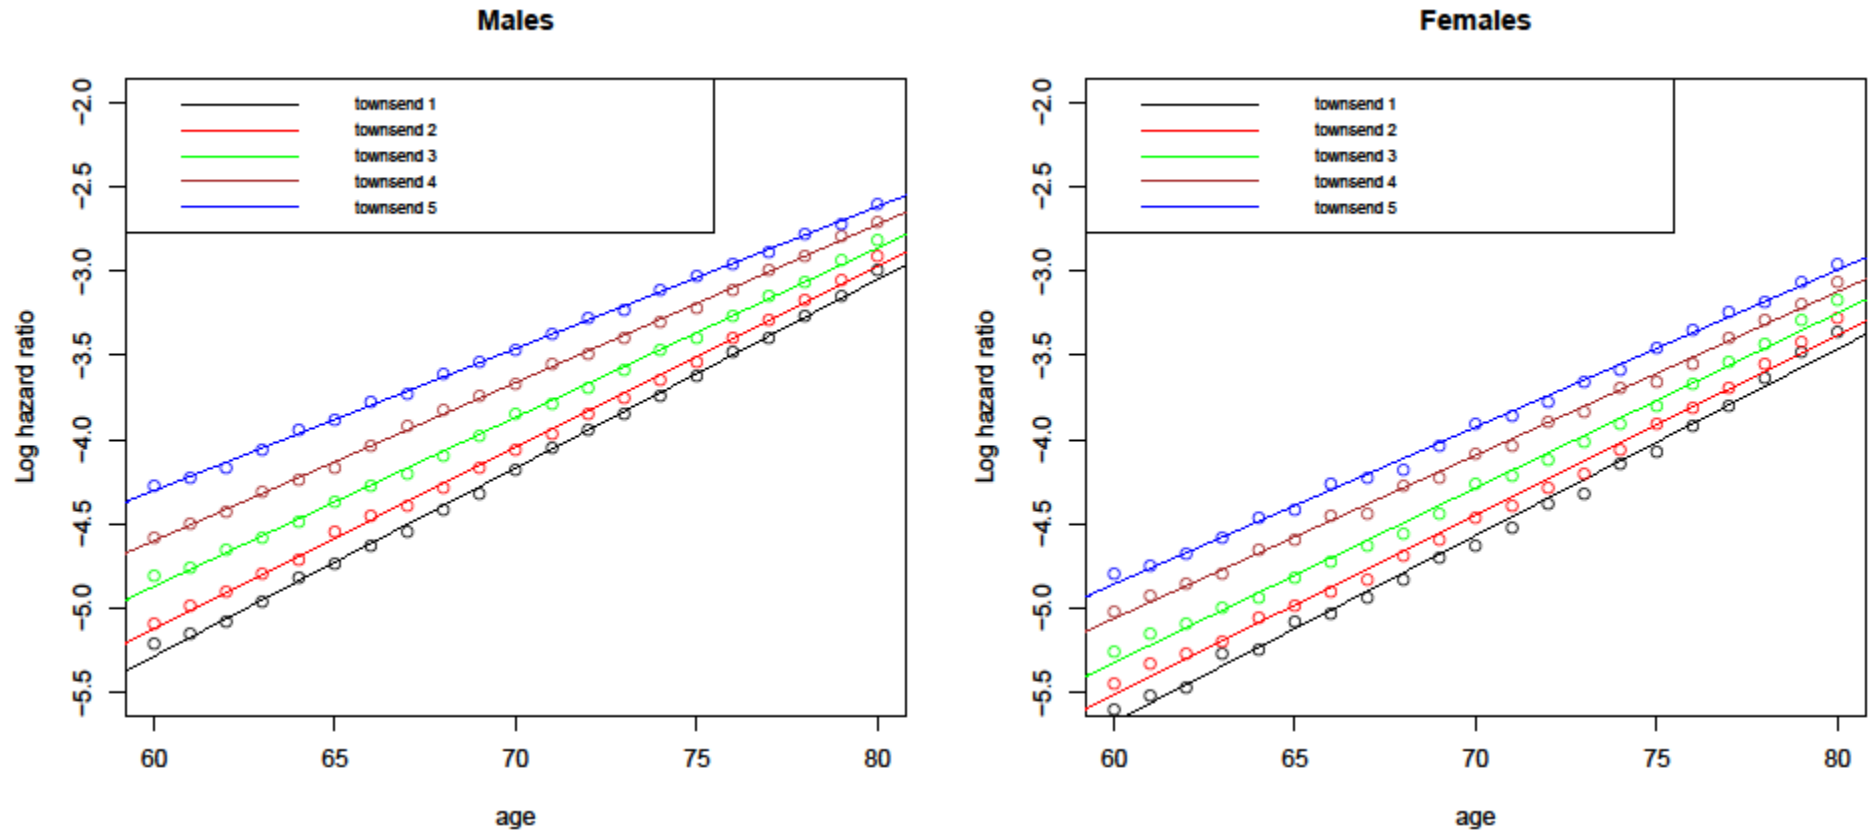 Males
Log hazard ratio
−2.0
−2.5
−3.0
−3.5
−4.0
−4.5
−5.0
−5.5
townsend 1
townsend 2
townsend 3
townsend 4
townsend 5
60 65 70 75 80
age
Females
Log hazard ratio
−2.0
−2.5
−3.0
−3.5
−4.0
−4.5
−5.0
−5.5
townsend 1
townsend 2
townsend 3
townsend 4
townsend 5
60 65 70 75 80
age